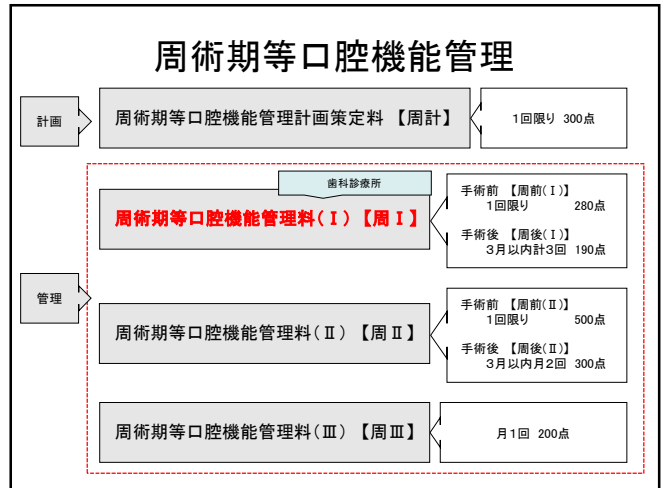 周術期等口腔機能管理
計画
周術期等口腔機能管理計画策定料 【周計】
1回限り 300点
歯科診療所
周術期等口腔機能管理料(Ⅰ) 【周Ⅰ】
手術前 【周前(Ⅰ)】
1回限り 280点
手術後 【周後(Ⅰ)】
3月以内計3回 190点
管理
周術期等口腔機能管理料(Ⅱ) 【周Ⅱ】
手術前 【周前(Ⅱ)】
1回限り 500点
手術後 【周後(Ⅱ)】
3月以内月2回 300点
周術期等口腔機能管理料(Ⅲ) 【周Ⅲ】
月1回 200点